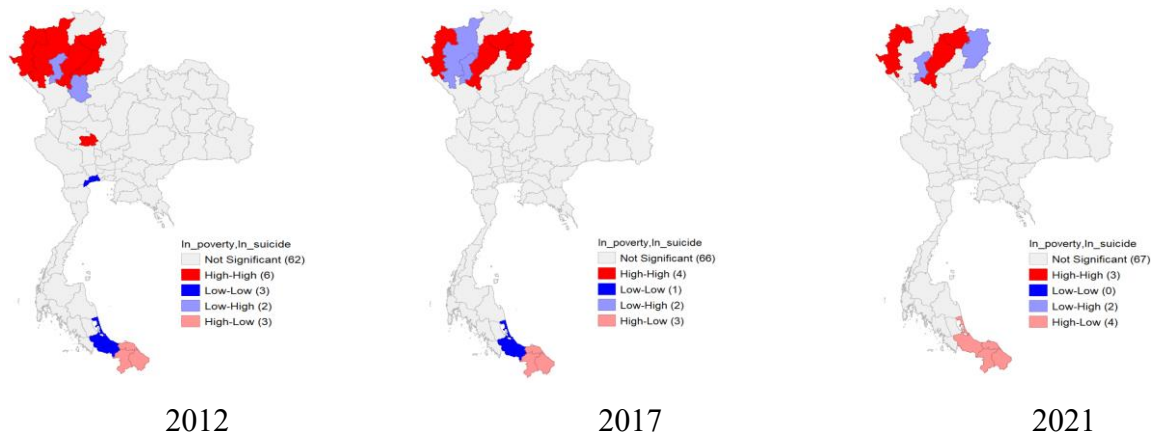 ln_poverty,ln_suicide
Not Significant (62)
High-High (6)
Low-Low (3)
Low-High (2)
High-Low (3)
2012
ln_poverty,ln_suicide
Not Significant (66)
High-High (4)
Low-Low (1)
Low-High (2)
High-Low (3)
2017
ln_poverty,ln_suicide
Not Significant (67)
High-High (3)
Low-Low (0)
Low-High (2)
High-Low (4)
2021